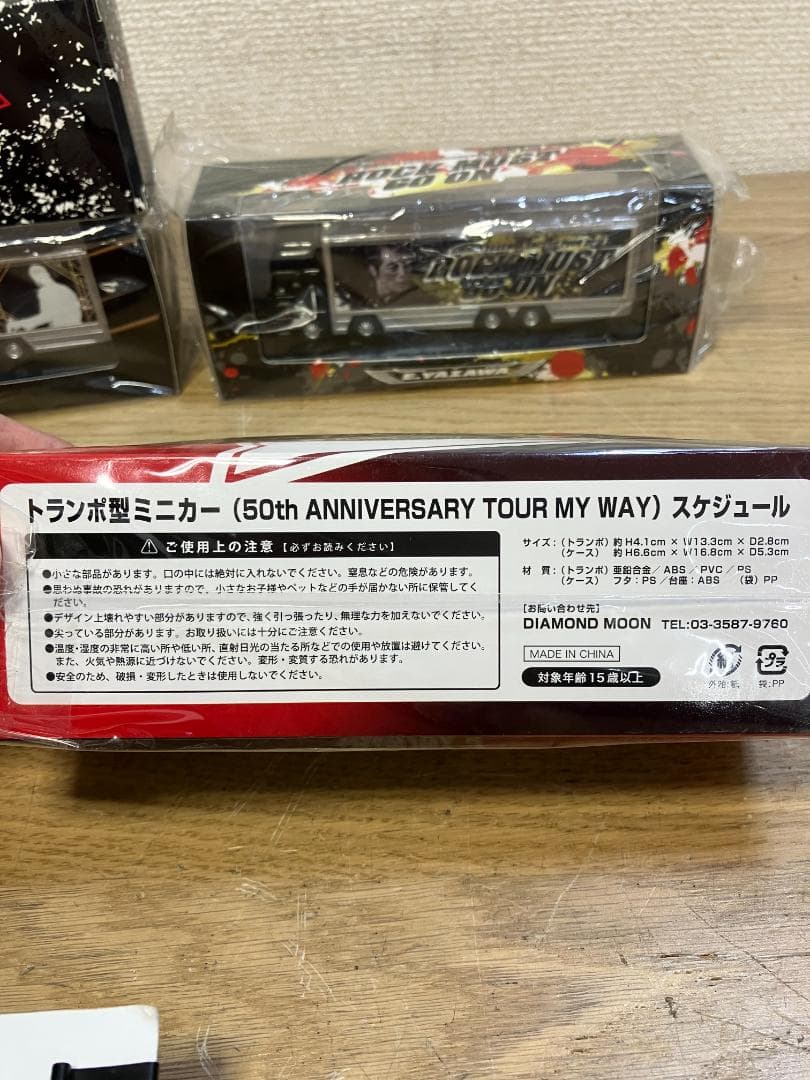 ROCK MUST
GO ON
ROCK MUST
GO ON
E.YAZAWA
トランポ型ミニカー（50th ANNIVERSARY TOUR MY WAY）スケジュール
⚠ ご使用上の注意【必ずお読みください】
●小さな部品があります。口の中には絶対に入れないでください。窒息などの危険があります。
●思わぬ事故の恐れがありますので、小さなお子様やペットなどの手が届かない所に保管してく
ださい。
●デザイン上壊れやすい部分がありますので、強く引っ張ったり、無理な力を加えないでください。
●尖っている部分があります。お取り扱いには十分にご注意ください。
●温度・湿度の非常に高い所や低い所、直射日光の当たる所などでの使用や放置は避けてください。
また、火気や熱源に近づけないでください。変形・変質する恐れがあります。
●安全のため、破損・変形したときは使用しないでください。
サイズ：（トランポ）約 H4.1cm × W13.3cm × D2.8cm
（ケース） 約 H6.6cm × W16.8cm × D5.3cm
材 質：（トランポ）亜鉛合金／ABS／PVC／PS
（ケース） フタ：PS／台座：ABS （袋）PP
【お問い合わせ先】
DIAMOND MOON TEL:03-3587-9760
MADE IN CHINA
対象年齢15歳以上
紙
外箱:紙
プラ
袋:PP